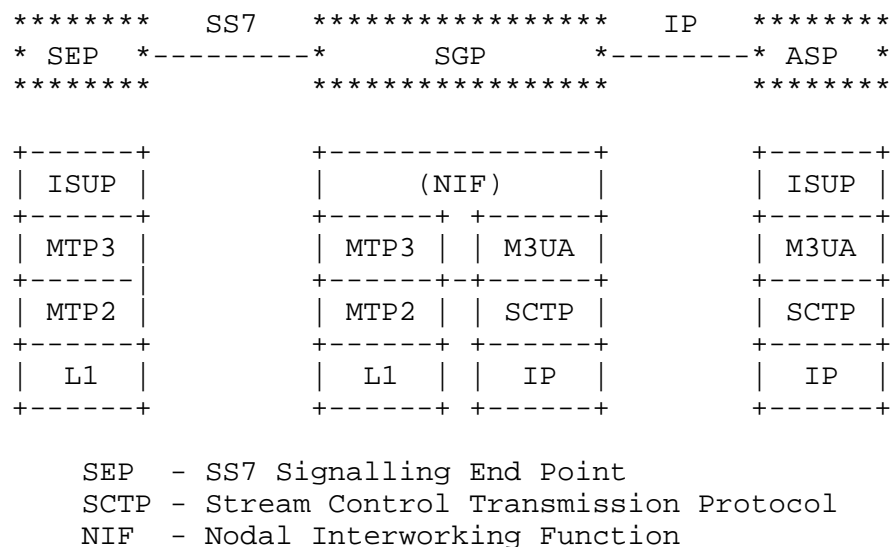 ********     SS7      *****************     IP     ********
* SEP  *---------*        SGP        *--------* ASP  *
********              *****************            ********
+------+          +---------------+          +------+
| ISUP |          |     (NIF)     |          | ISUP |
+------+          +------+ +------+          +------+
| MTP3 |          | MTP3 | | M3UA |          | M3UA |
+------|          +------+-+------+          +------+
| MTP2 |          | MTP2 | | SCTP |          | SCTP |
+------+          +------+ +------+          +------+
|  L1  |          |  L1  | |  IP  |          |  IP  |
+------+          +------+ +------+          +------+
SEP  - SS7 Signalling End Point
SCTP - Stream Control Transmission Protocol
NIF  - Nodal Interworking Function